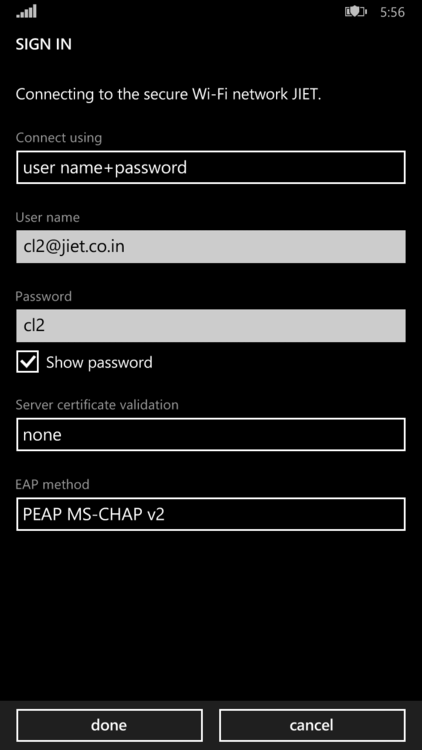 5:56
SIGN IN
Connecting to the secure Wi-Fi network JIET.
Connect using
user name+password
User name
cl2@jiet.co.in
Password
cl2
Show password
Server certificate validation
none
EAP method
PEAP MS-CHAP v2
done
cancel